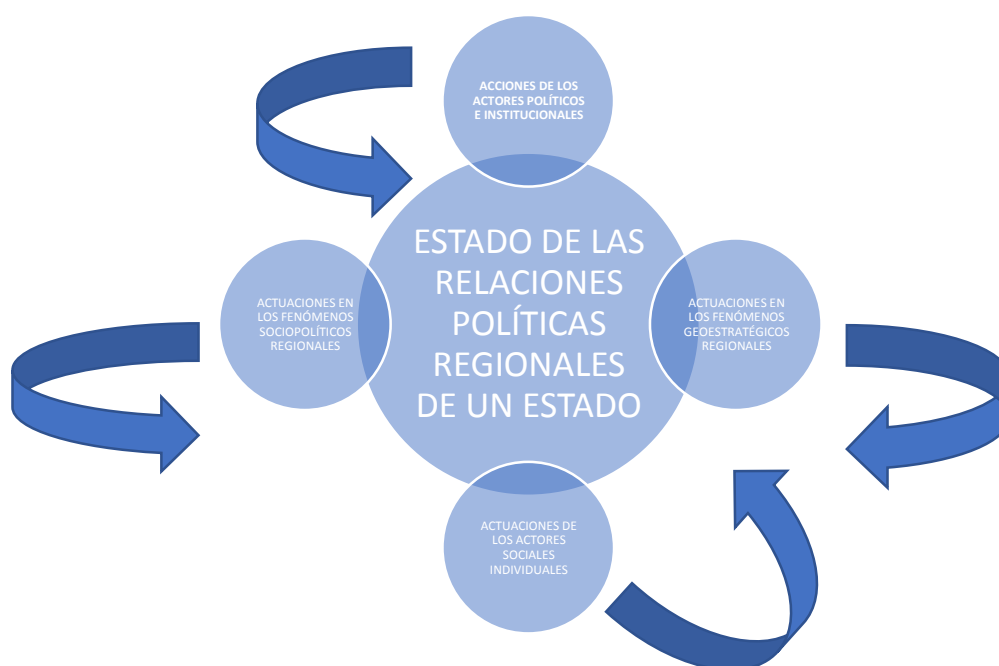 ACCIONES DE LOS
ACTORES POLÍTICOS
E INSTITUCIONALES
ESTADO DE LAS
RELACIONES
POLÍTICAS
REGIONALES
DE UN ESTADO
ACTUACIONES EN
LOS FENÓMENOS
SOCIOPOLÍTICOS
REGIONALES
ACTUACIONES EN
LOS FENÓMENOS
GEOESTRATÉGICOS
REGIONALES
ACTUACIONES DE
LOS ACTORES
SOCIALES
INDIVIDUALES